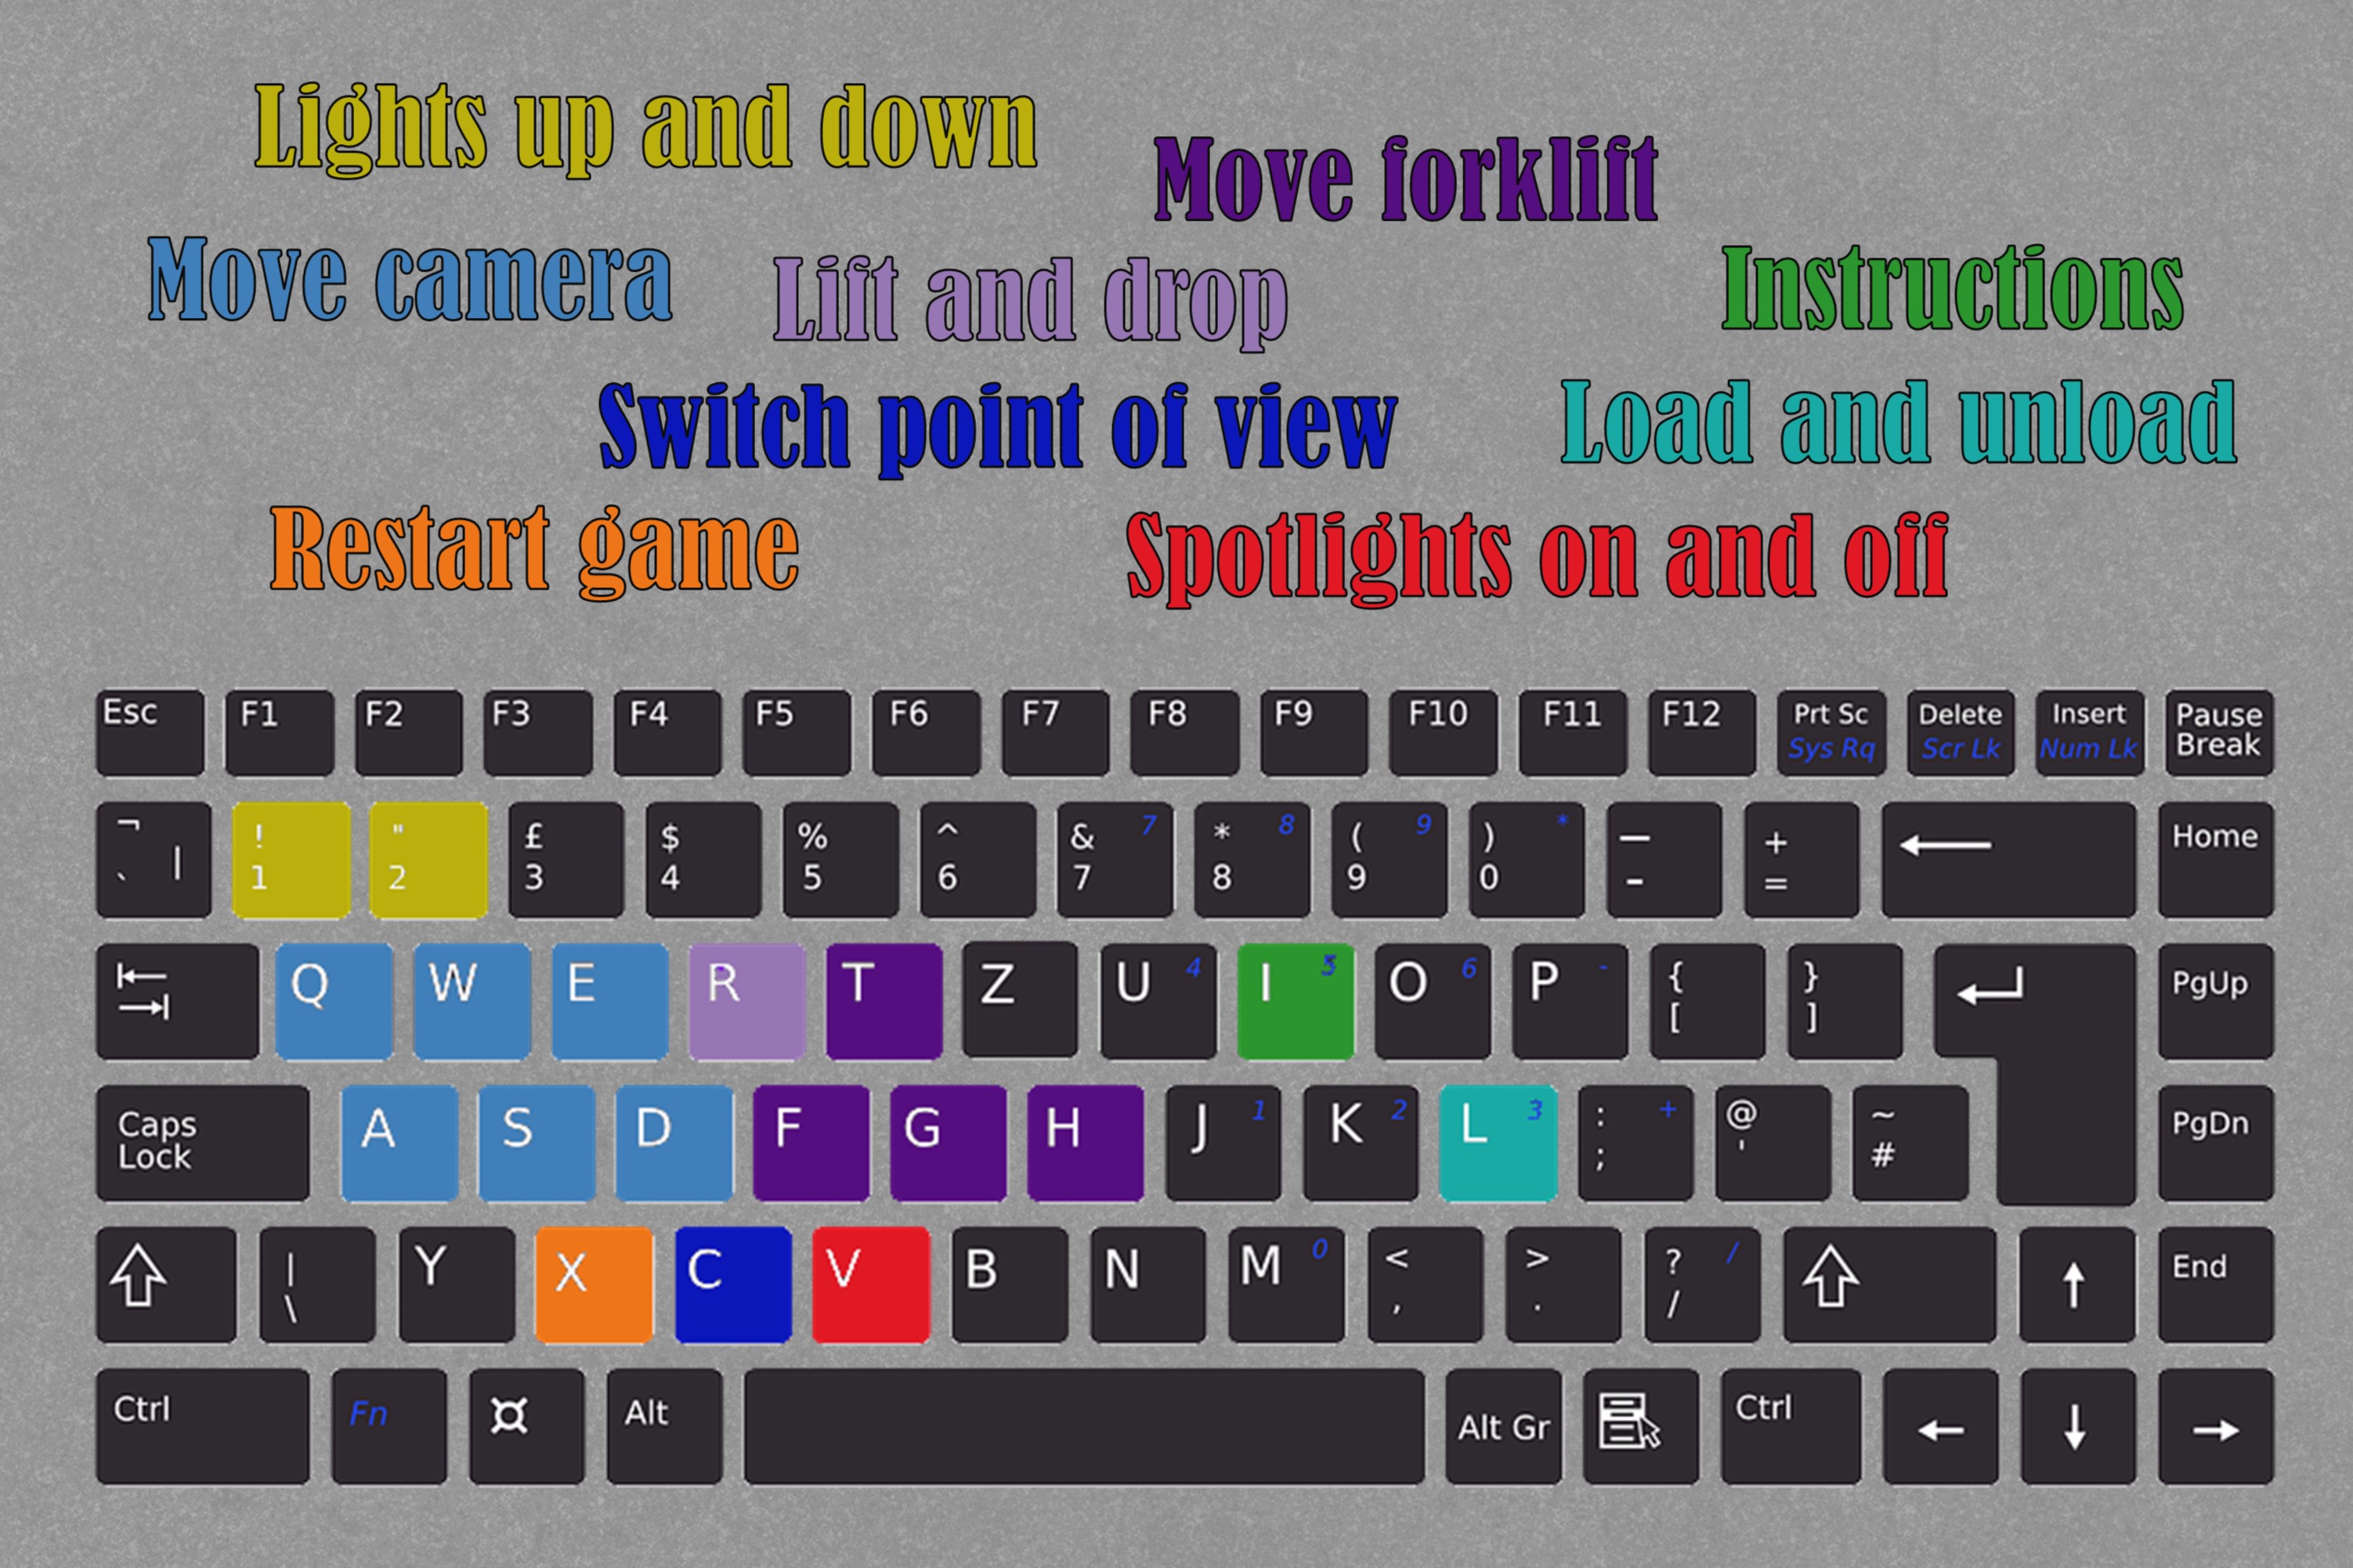 Lights up and down
Move forklift
Move camera
Lift and drop
Instructions
Switch point of view
Load and unload
Restart game
Spotlights on and off
Esc F1 F2 F3 F4 F5 F6 F7 F8 F9 F10 F11 F12 Prt Sc Delete Insert Pause
Sys Rq Scr Lk Num Lk Break
¬ ! " £ $ % ^ & 7 * 8 ( 9 ) * — + Home
` | 1 2 3 4 5 6 7 8 9 0 - =
Q W E R T Z U 4 I 5 O 6 P - { } PgUp
[ ]
Caps A S D F G H J 1 K 2 L 3 : + @ ~ PgDn
Lock ; ' #
| Y X C V B N M 0 < > ? / End
\ , . /
Ctrl Fn ¤ Alt Alt Gr Ctrl